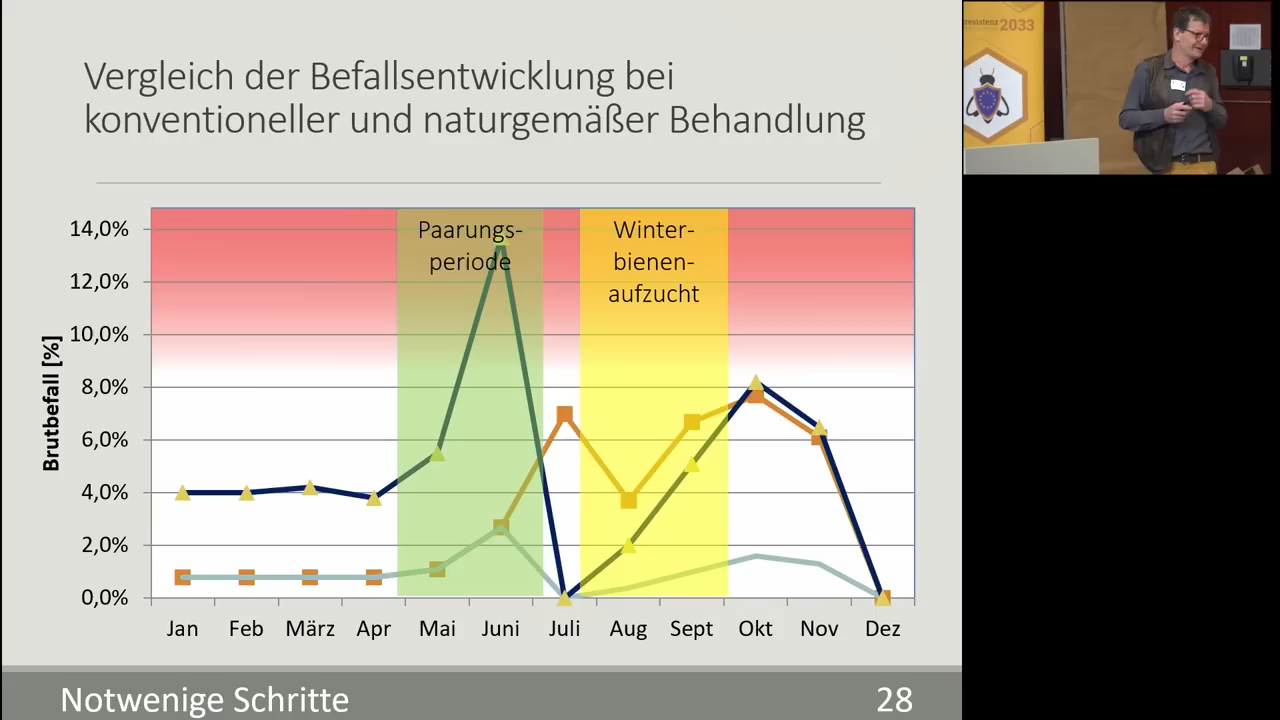 Vergleich der Befallsentwicklung bei
konventioneller und naturgemäßer Behandlung
Brutbefall [%]
14,0%
12,0%
10,0%
8,0%
6,0%
4,0%
2,0%
0,0%
Paarungs-
periode
Winter-
bienen-
aufzucht
Jan Feb März Apr Mai Juni Juli Aug Sept Okt Nov Dez
Notwenige Schritte
28
resistenz
2033